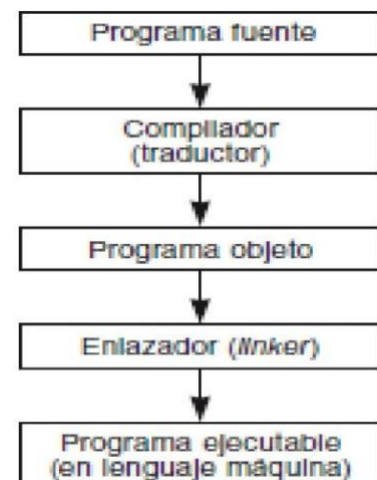 Programa fuente
Compilador
(traductor)
Programa objeto
Enlazador (linker)
Programa ejecutable
(en lenguaje máquina)